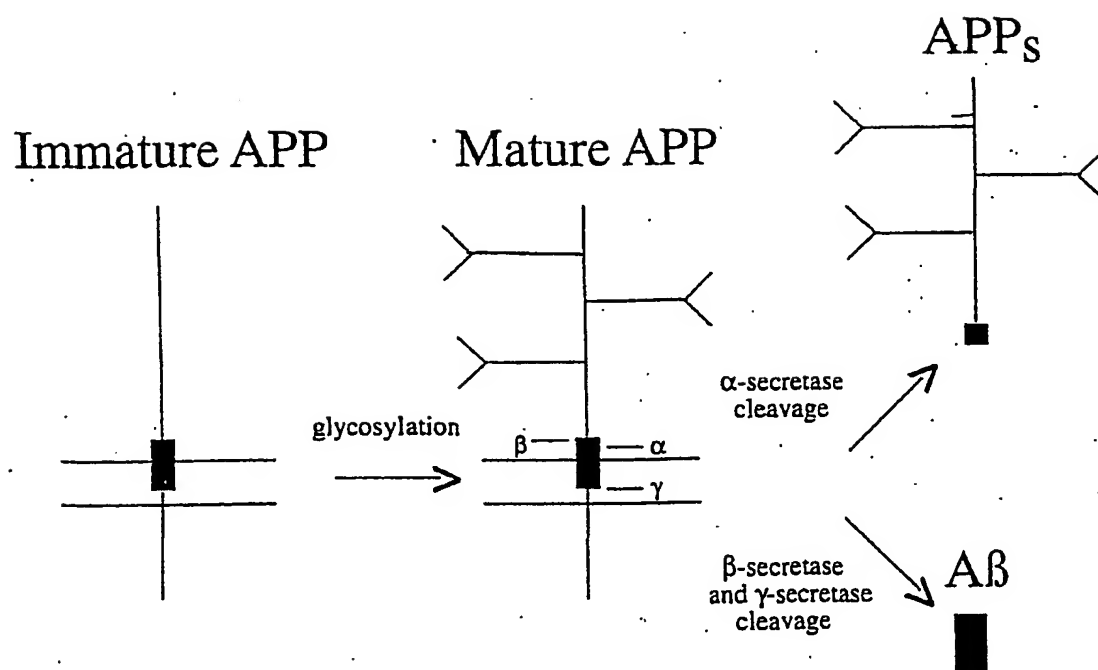 APPs
Immature APP
Mature APP
α-secretase
cleavage
glycosylation
β
α
γ
β-secretase
and γ-secretase
cleavage
Aß